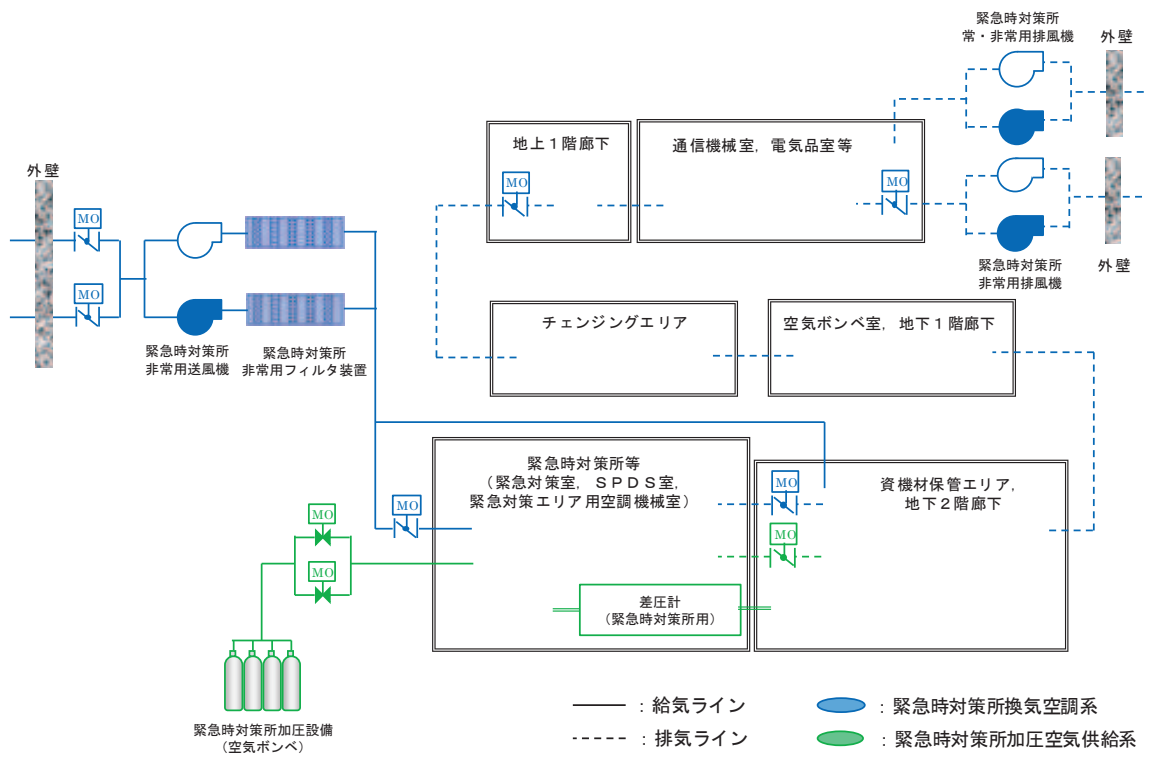 緊急時対策所
常・非常用排風機
外壁
地上１階廊下
通信機械室，電気品室等
MO
MO
外壁
MO
MO
緊急時対策所
非常用送風機
緊急時対策所
非常用フィルタ装置
緊急時対策所
非常用排風機
外壁
チェンジングエリア
空気ボンベ室，地下１階廊下
緊急時対策所等
（緊急対策室，ＳＰＤＳ室，
緊急対策エリア用空調機械室）
MO
MO
MO
資機材保管エリア，
地下２階廊下
MO
MO
差圧計
（緊急時対策所用）
緊急時対策所加圧設備
（空気ボンベ）
：給気ライン
：排気ライン
：緊急時対策所換気空調系
：緊急時対策所加圧空気供給系